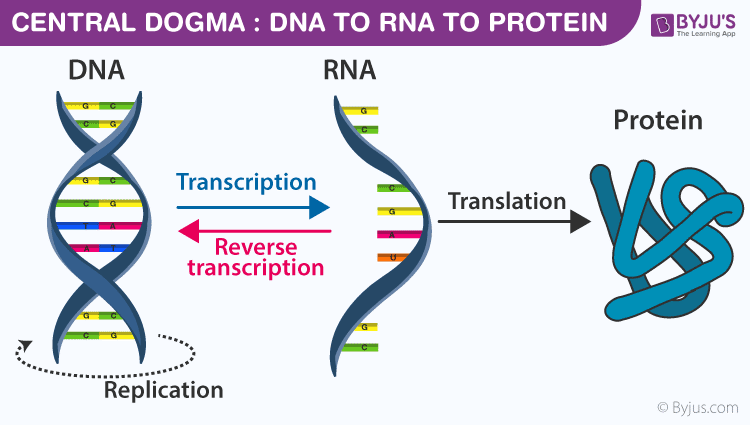 CENTRAL DOGMA : DNA TO RNA TO PROTEIN
BYJU'S
The Learning App
DNA
RNA
Protein
G C
C G
G C
C G
T A
A T
G C
C G
Transcription
Reverse
transcription
G
C
C
G
A
U
G
C
Translation
Replication
© Byjus.com